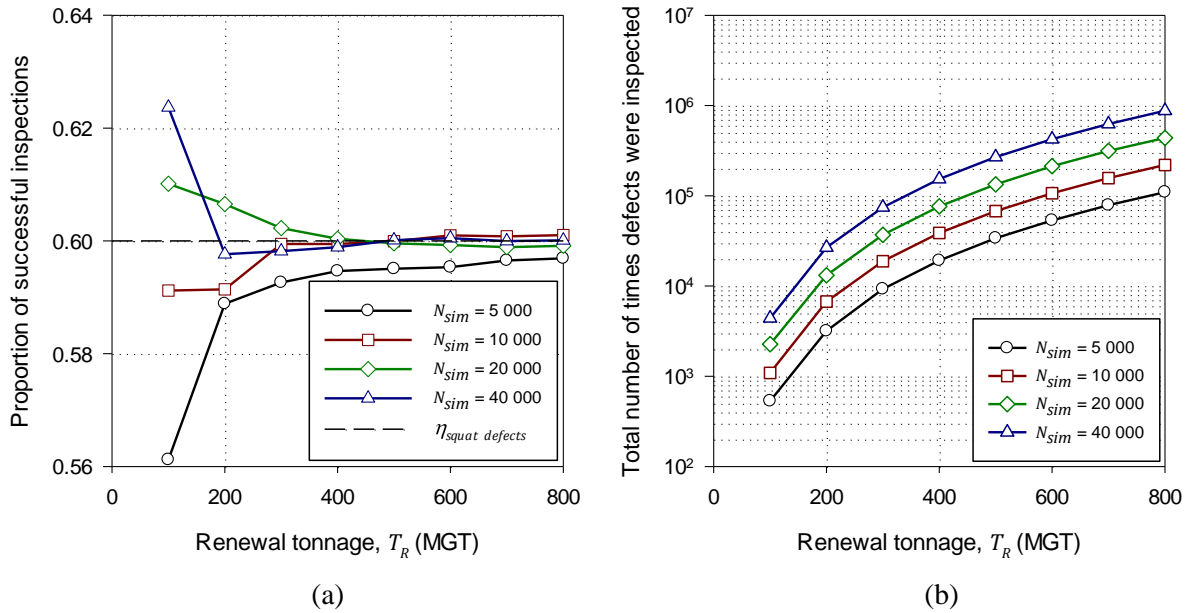 0.64
0.62
0.60
0.58
0.56
0
200
400
600
800
Proportion of successful inspections
Renewal tonnage, T_R (MGT)
N_sim = 5 000
N_sim = 10 000
N_sim = 20 000
N_sim = 40 000
η_squat defects
(a)
10^7
10^6
10^5
10^4
10^3
10^2
0
200
400
600
800
Total number of times defects were inspected
Renewal tonnage, T_R (MGT)
N_sim = 5 000
N_sim = 10 000
N_sim = 20 000
N_sim = 40 000
(b)